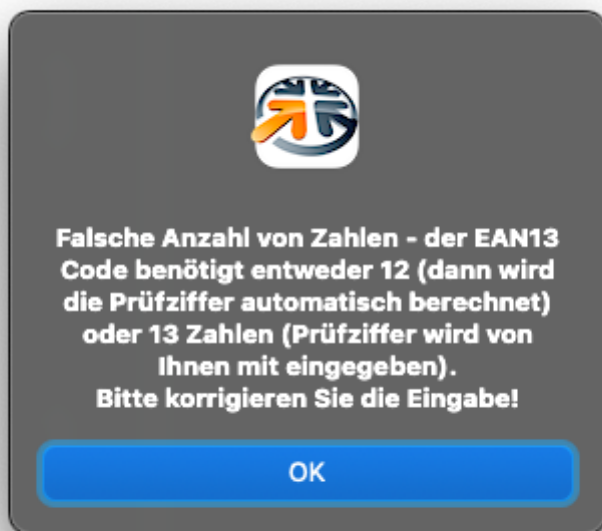 Falsche Anzahl von Zahlen - der EAN13
Code benötigt entweder 12 (dann wird
die Prüfziffer automatisch berechnet)
oder 13 Zahlen (Prüfziffer wird von
Ihnen mit eingegeben).
Bitte korrigieren Sie die Eingabe!
OK